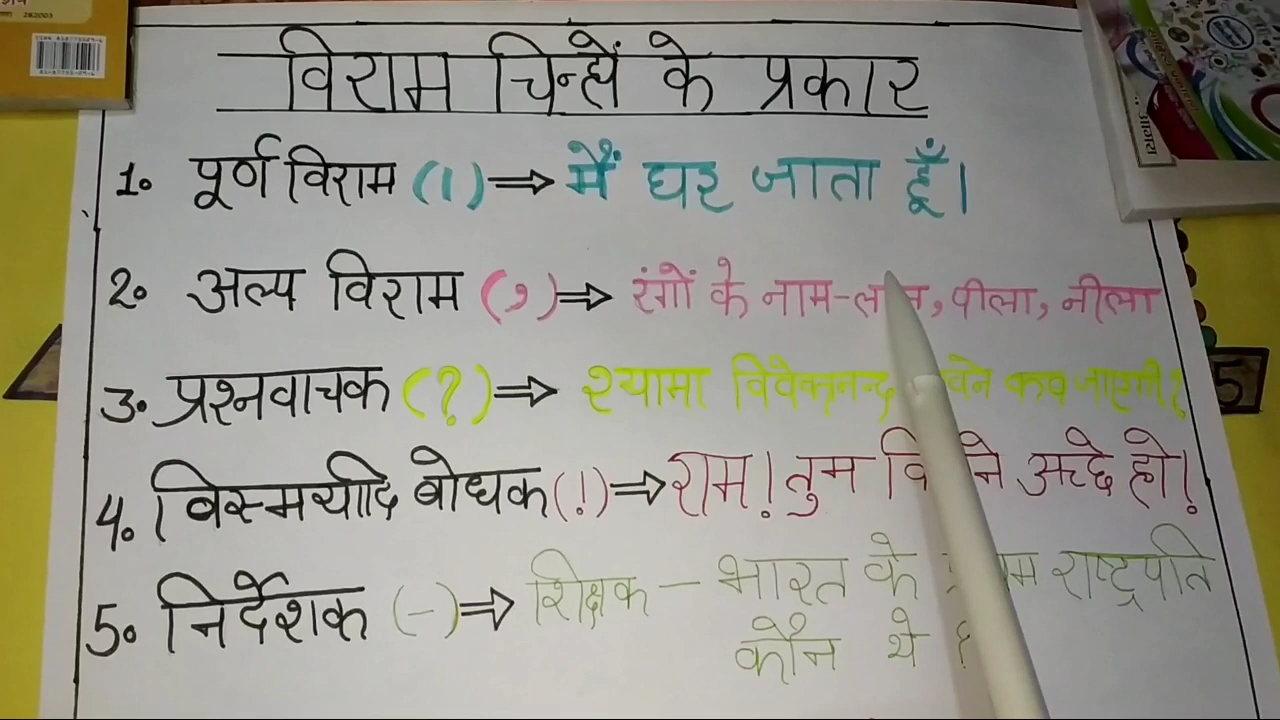 विराम चिन्हों के प्रकार
1. पूर्ण विराम (।) ⇒ मैं घर जाता हूँ।
2. अल्प विराम (,) ⇒ रंगों के नाम-लाल, पीला, नीला
3. प्रश्नवाचक (?) ⇒ श्यामा विवेकानन्द कब जाएगी?
4. विस्मयादि बोधक (!) ⇒ राम! तुम कितने अच्छे हो!
5. निर्देशक (-) ⇒ शिक्षक - भारत के राष्ट्रपति
कौन थे ?